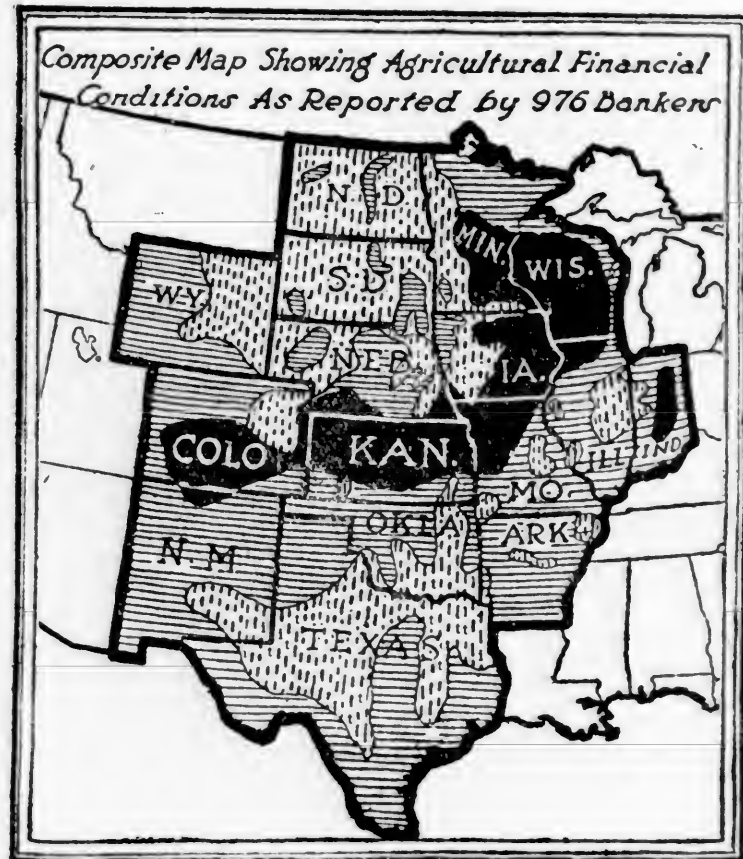 Composite Map Showing Agricultural Financial
Conditions As Reported by 976 Bankers
N D
MIN.
WIS.
S D
WY.
NEB.
IA.
COLO
KAN.
ILL
IND
MO
OKLA
ARK
N. M
TEXAS